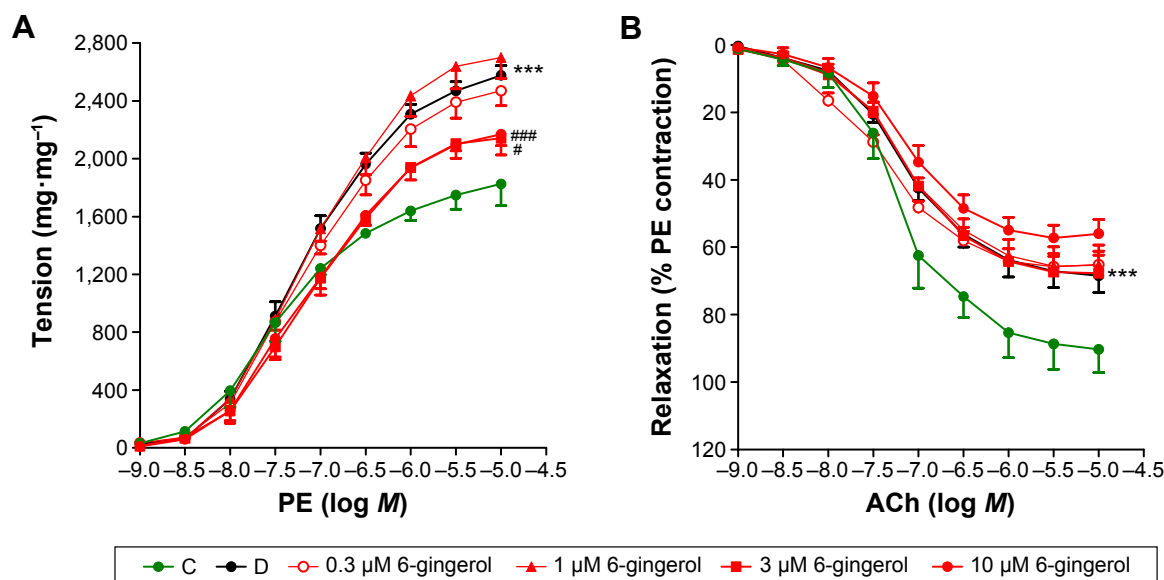 A
Tension (mg·mg⁻¹)
2,800
2,400
2,000
1,600
1,200
800
400
0
***
###
#
–9.0 –8.5 –8.0 –7.5 –7.0 –6.5 –6.0 –5.5 –5.0 –4.5
PE (log M)
B
Relaxation (% PE contraction)
0
20
40
60
80
100
120
***
–9.0 –8.5 –8.0 –7.5 –7.0 –6.5 –6.0 –5.5 –5.0 –4.5
ACh (log M)
C D 0.3 µM 6-gingerol 1 µM 6-gingerol 3 µM 6-gingerol 10 µM 6-gingerol